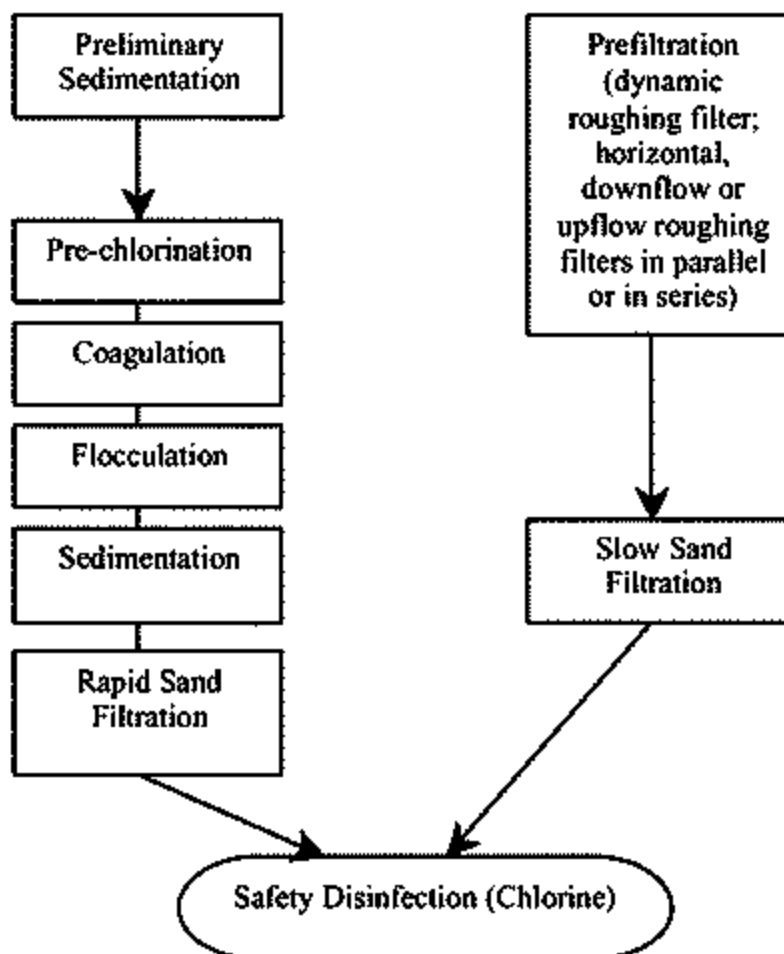 Preliminary
Sedimentation
Pre-chlorination
Coagulation
Flocculation
Sedimentation
Rapid Sand
Filtration
Prefiltration
(dynamic
roughing filter;
horizontal,
downflow or
upflow roughing
filters in parallel
or in series)
Slow Sand
Filtration
Safety Disinfection (Chlorine)